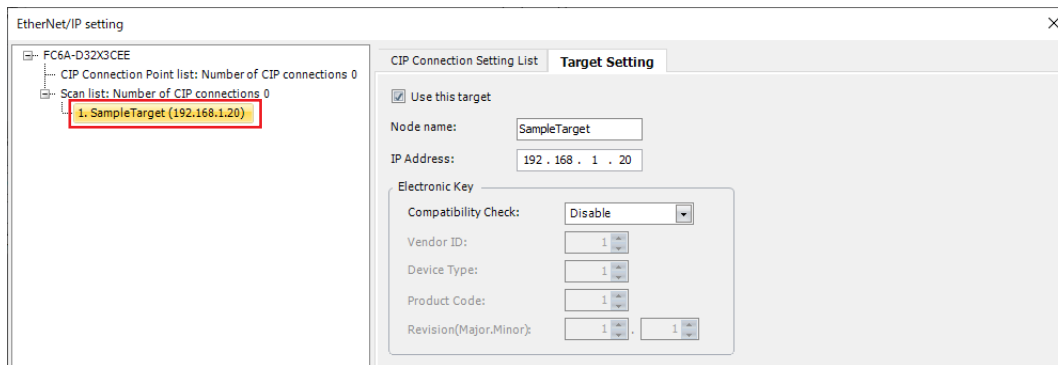 EtherNet/IP setting
FC6A-D32X3CEE
CIP Connection Point list: Number of CIP connections 0
Scan list: Number of CIP connections 0
1. SampleTarget (192.168.1.20)
CIP Connection Setting List
Target Setting
Use this target
Node name: SampleTarget
IP Address: 192 . 168 . 1 . 20
Electronic Key
Compatibility Check: Disable
Vendor ID: 1
Device Type: 1
Product Code: 1
Revision(Major.Minor): 1 . 1